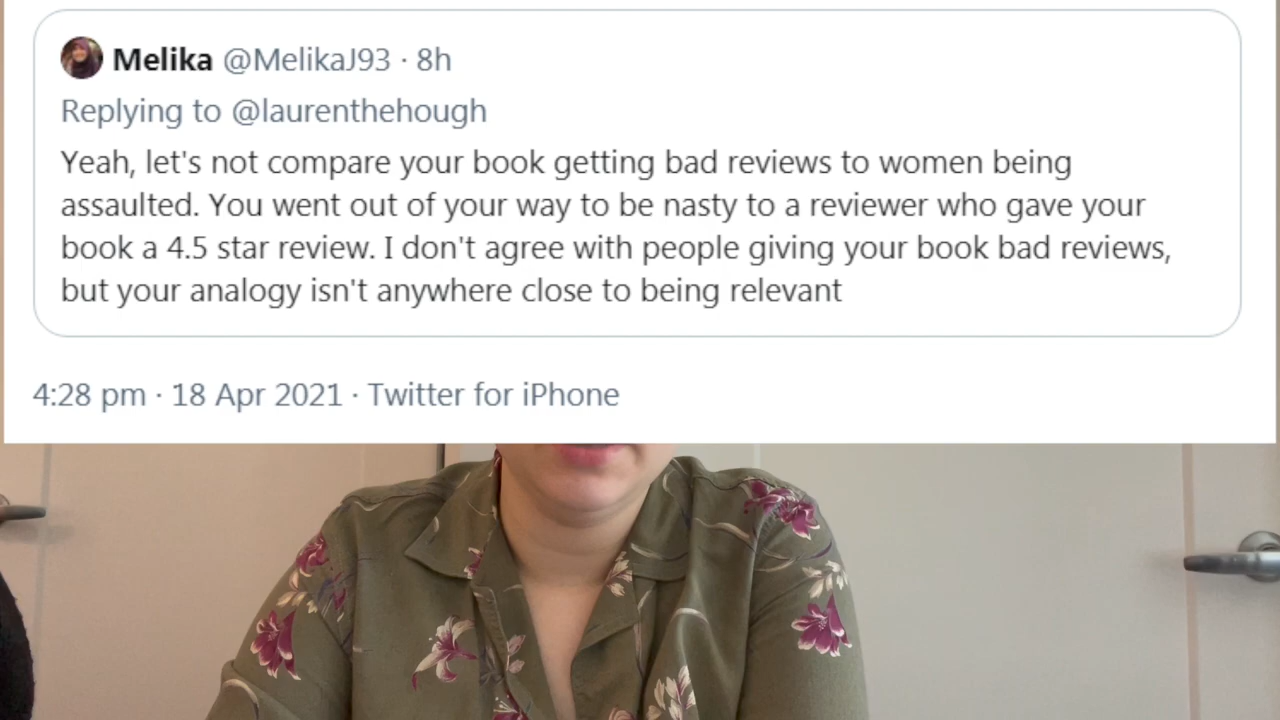 Melika @MelikaJ93 · 8h
Replying to @laurenthehough
Yeah, let's not compare your book getting bad reviews to women being
assaulted. You went out of your way to be nasty to a reviewer who gave your
book a 4.5 star review. I don't agree with people giving your book bad reviews,
but your analogy isn't anywhere close to being relevant
4:28 pm · 18 Apr 2021 · Twitter for iPhone